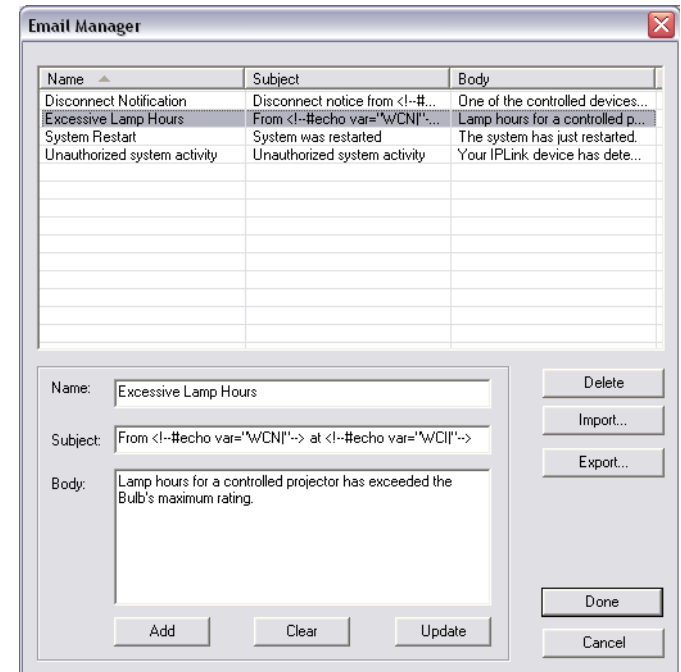 Email Manager
Name Subject Body
Disconnect Notification Disconnect notice from <!--#... One of the controlled devices...
Excessive Lamp Hours From <!--#echo var="WCN|"-... Lamp hours for a controlled p...
System Restart System was restarted The system has just restarted.
Unauthorized system activity Unauthorized system activity Your IPLink device has dete...
Name: Excessive Lamp Hours
Subject: From <!--#echo var="WCN|"--> at <!--#echo var="WCI|"-->
Body: Lamp hours for a controlled projector has exceeded the
Bulb's maximum rating.
Delete
Import...
Export...
Add Clear Update
Done
Cancel